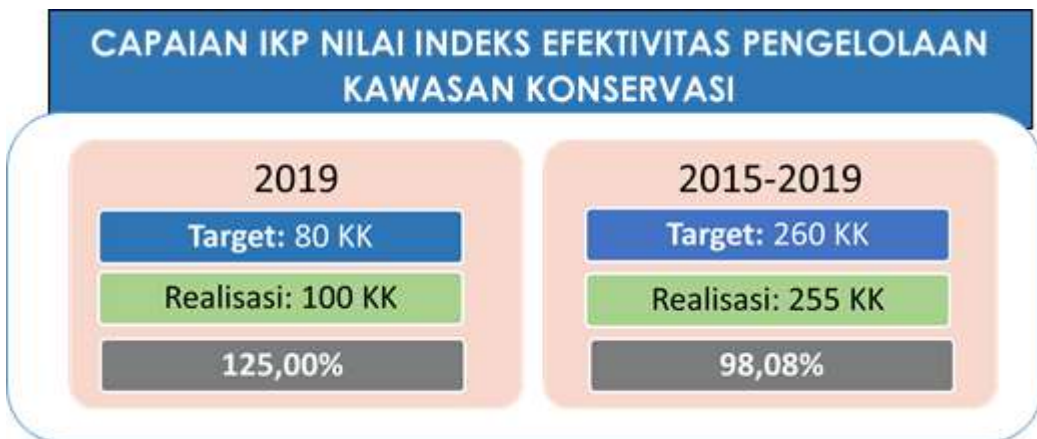 CAPAIAN IKP NILAI INDEKS EFEKTIVITAS PENGELOLAAN
KAWASAN KONSERVASI
2019
Target: 80 KK
Realisasi: 100 KK
125,00%
2015-2019
Target: 260 KK
Realisasi: 255 KK
98,08%